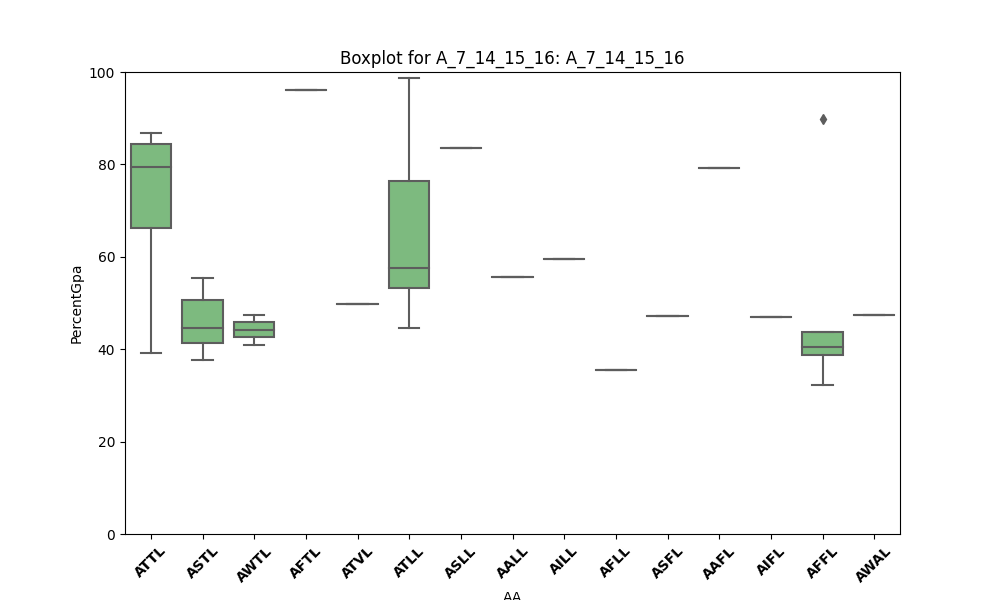 Boxplot for A_7_14_15_16: A_7_14_15_16
100
80
60
40
20
0
PercentGpa
ATTL
ASTL
AWTL
AFTL
ATVL
ATLL
ASLL
AALL
AILL
AFLL
ASFL
AAFL
AIFL
AFFL
AWAL
AA